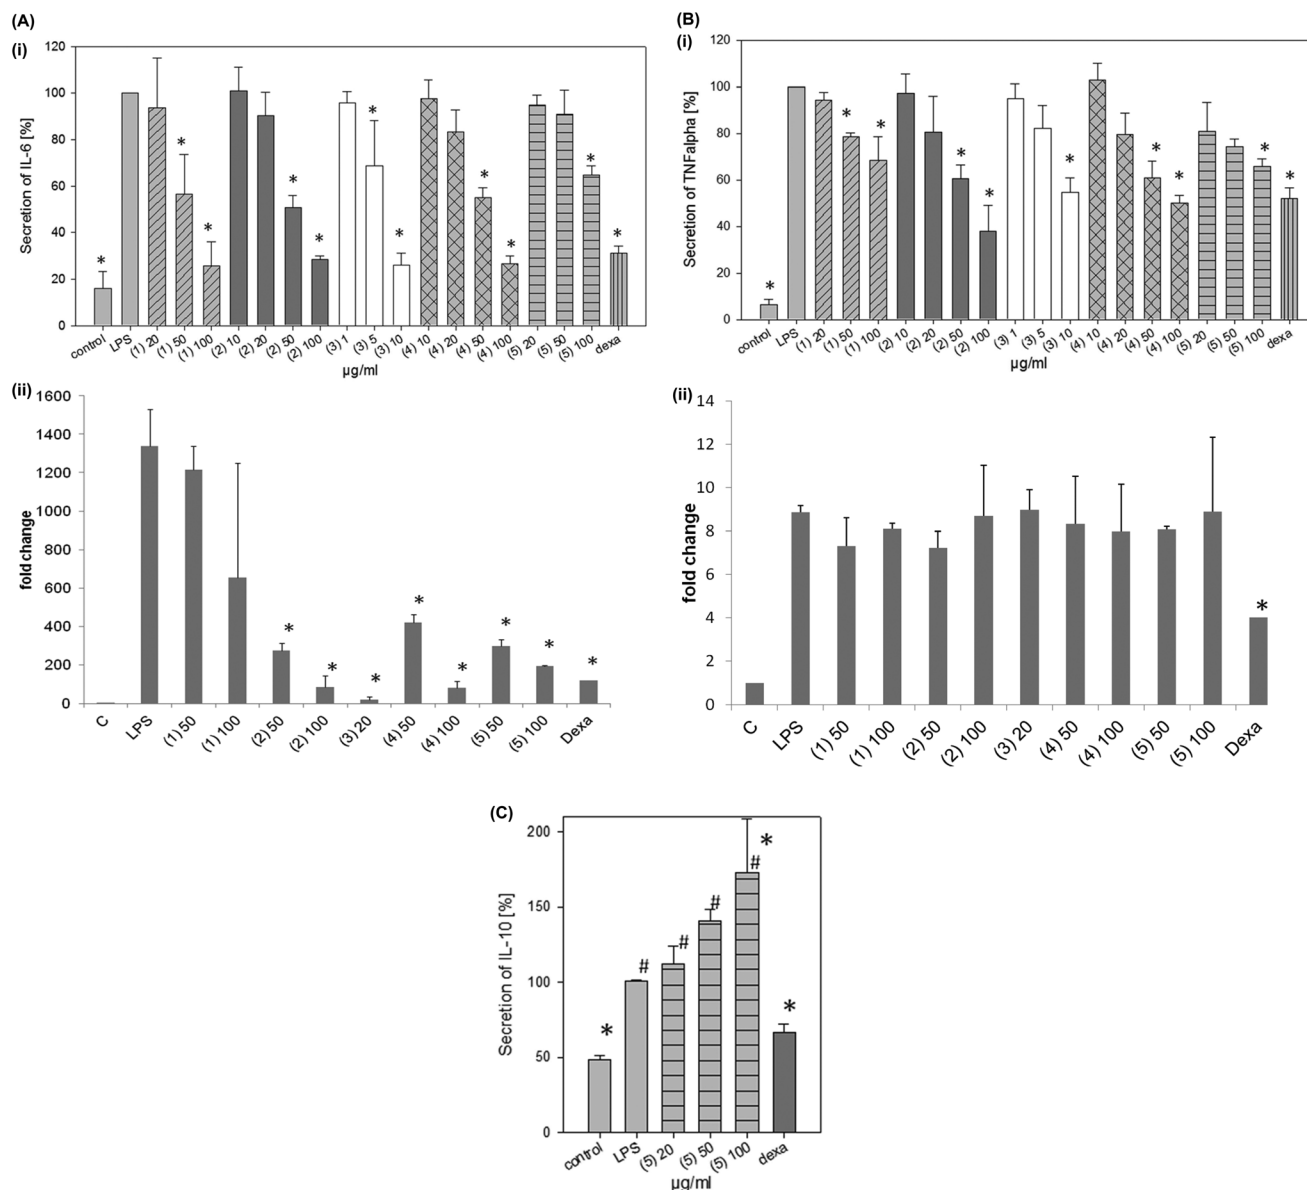 (A)
(i)
120
100
80
60
40
20
0
Secretion of IL-6 [%]
* * * * * * * * * * *
control LPS (1) 20 (1) 50 (1) 100 (2) 10 (2) 20 (2) 50 (2) 100 (3) 1 (3) 5 (3) 10 (4) 10 (4) 20 (4) 50 (4) 100 (5) 20 (5) 50 (5) 100 dexa
µg/ml
(B)
(i)
120
100
80
60
40
20
0
Secretion of TNFalpha [%]
* * * * * * * * * *
control LPS (1) 20 (1) 50 (1) 100 (2) 10 (2) 20 (2) 50 (2) 100 (3) 1 (3) 5 (3) 10 (4) 10 (4) 20 (4) 50 (4) 100 (5) 20 (5) 50 (5) 100 dexa
µg/ml
(ii)
1600
1400
1200
1000
800
600
400
200
0
fold change
* * * * * * * *
C LPS (1) 50 (1) 100 (2) 50 (2) 100 (3) 20 (4) 50 (4) 100 (5) 50 (5) 100 Dexa
(ii)
14
12
10
8
6
4
2
0
fold change
*
C LPS (1) 50 (1) 100 (2) 50 (2) 100 (3) 20 (4) 50 (4) 100 (5) 50 (5) 100 Dexa
(C)
200
150
100
50
0
Secretion of IL-10 [%]
* # # # # * *
control LPS (5) 20 (5) 50 (5) 100 dexa
µg/ml